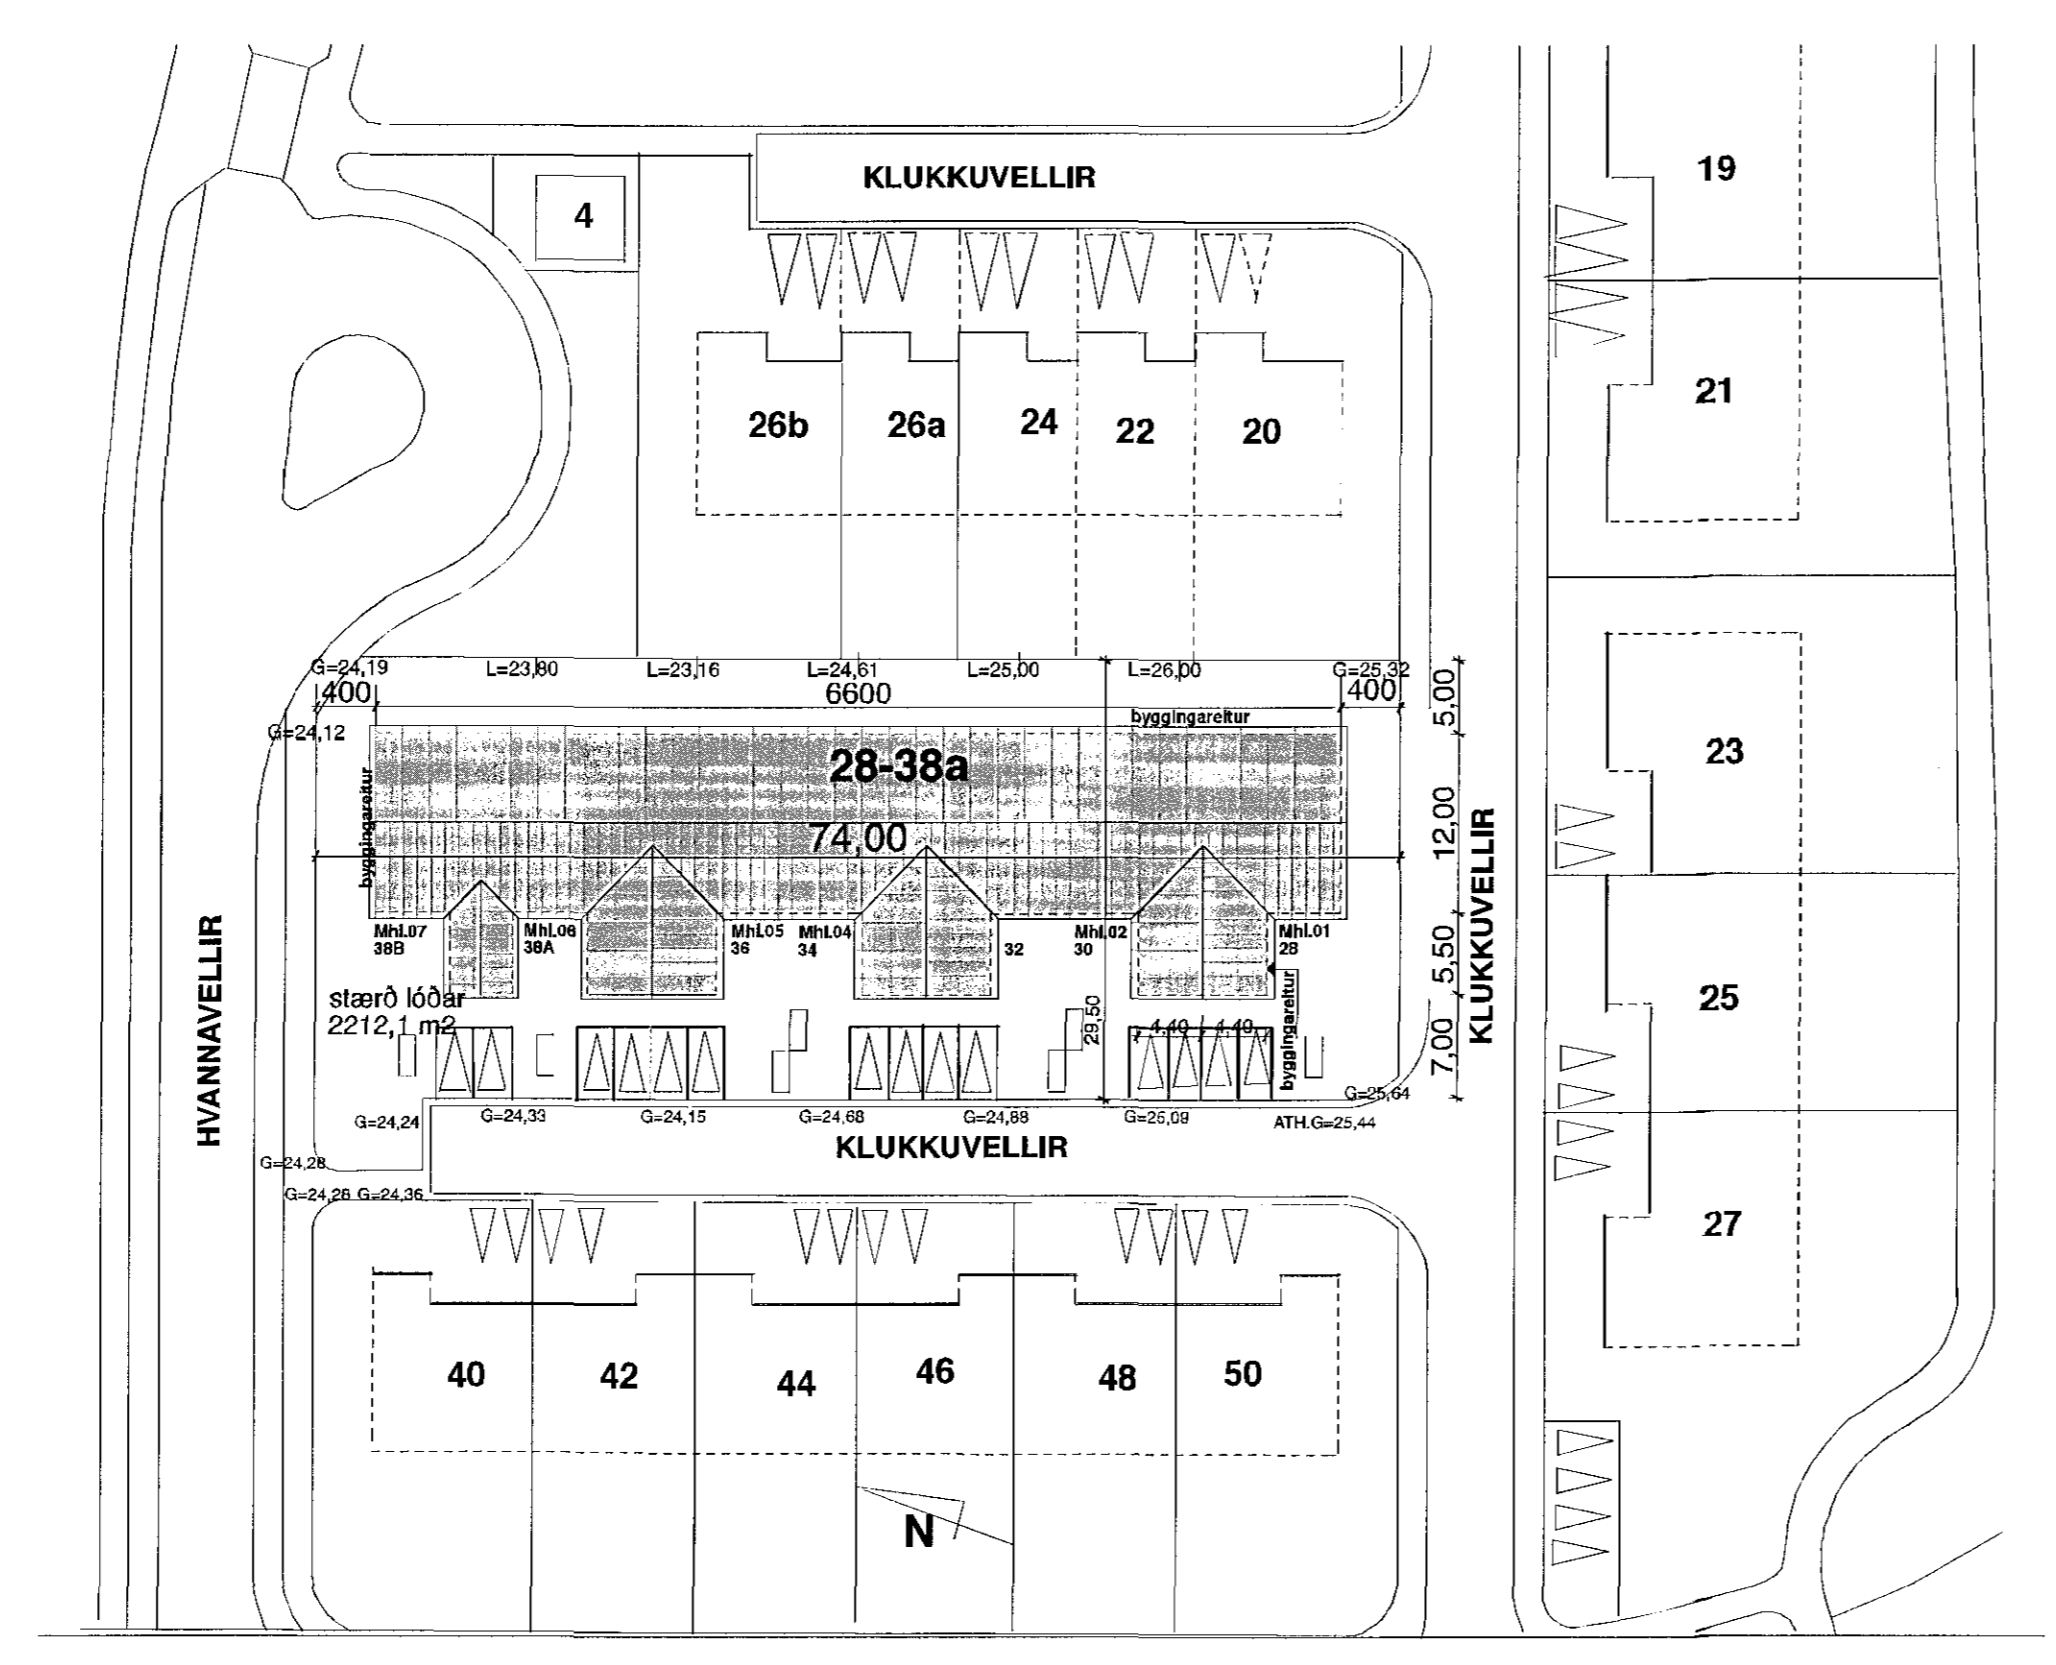 KLUKKUVELLIR
4
19
26b
26a
24
22
20
21
G=24,19
L=23,80
L=23,16
L=24,61
L=25,00
L=26,00
G=25,32
400
6600
400
5,00
G=24,12
byggingareitur
28-38a
23
byggingareitur
74,00
12,00
KLUKKUVELLIR
Mhl.07
38B
Mhl.06
38A
Mhl.05
36
Mhl.04
34
32
Mhl.02
30
Mhl.01
28
5,50
HVANNAVELLIR
stærð lóðar
2212,1 m2
29,50
4,40
4,40
byggingareitur
7,00
25
G=25,64
G=24,24
G=24,33
G=24,15
G=24,68
G=24,88
G=25,09
ATH.G=25,44
KLUKKUVELLIR
G=24,28
G=24,28
G=24,36
27
40
42
44
46
48
50
N